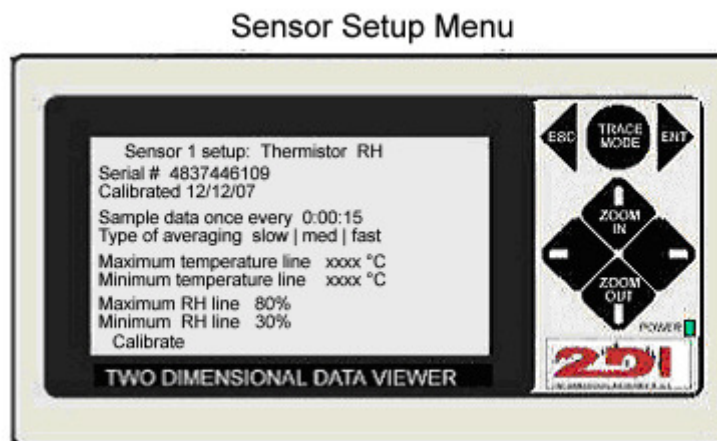 Sensor Setup Menu
Sensor 1 setup: Thermistor RH
Serial # 4837446109
Calibrated 12/12/07
Sample data once every 0:00:15
Type of averaging slow | med | fast
Maximum temperature line xxxx °C
Minimum temperature line xxxx °C
Maximum RH line 80%
Minimum RH line 30%
Calibrate
TWO DIMENSIONAL DATA VIEWER
ESC
TRACE
MODE
ENT
ZOOM
IN
ZOOM
OUT
POWER
2DI